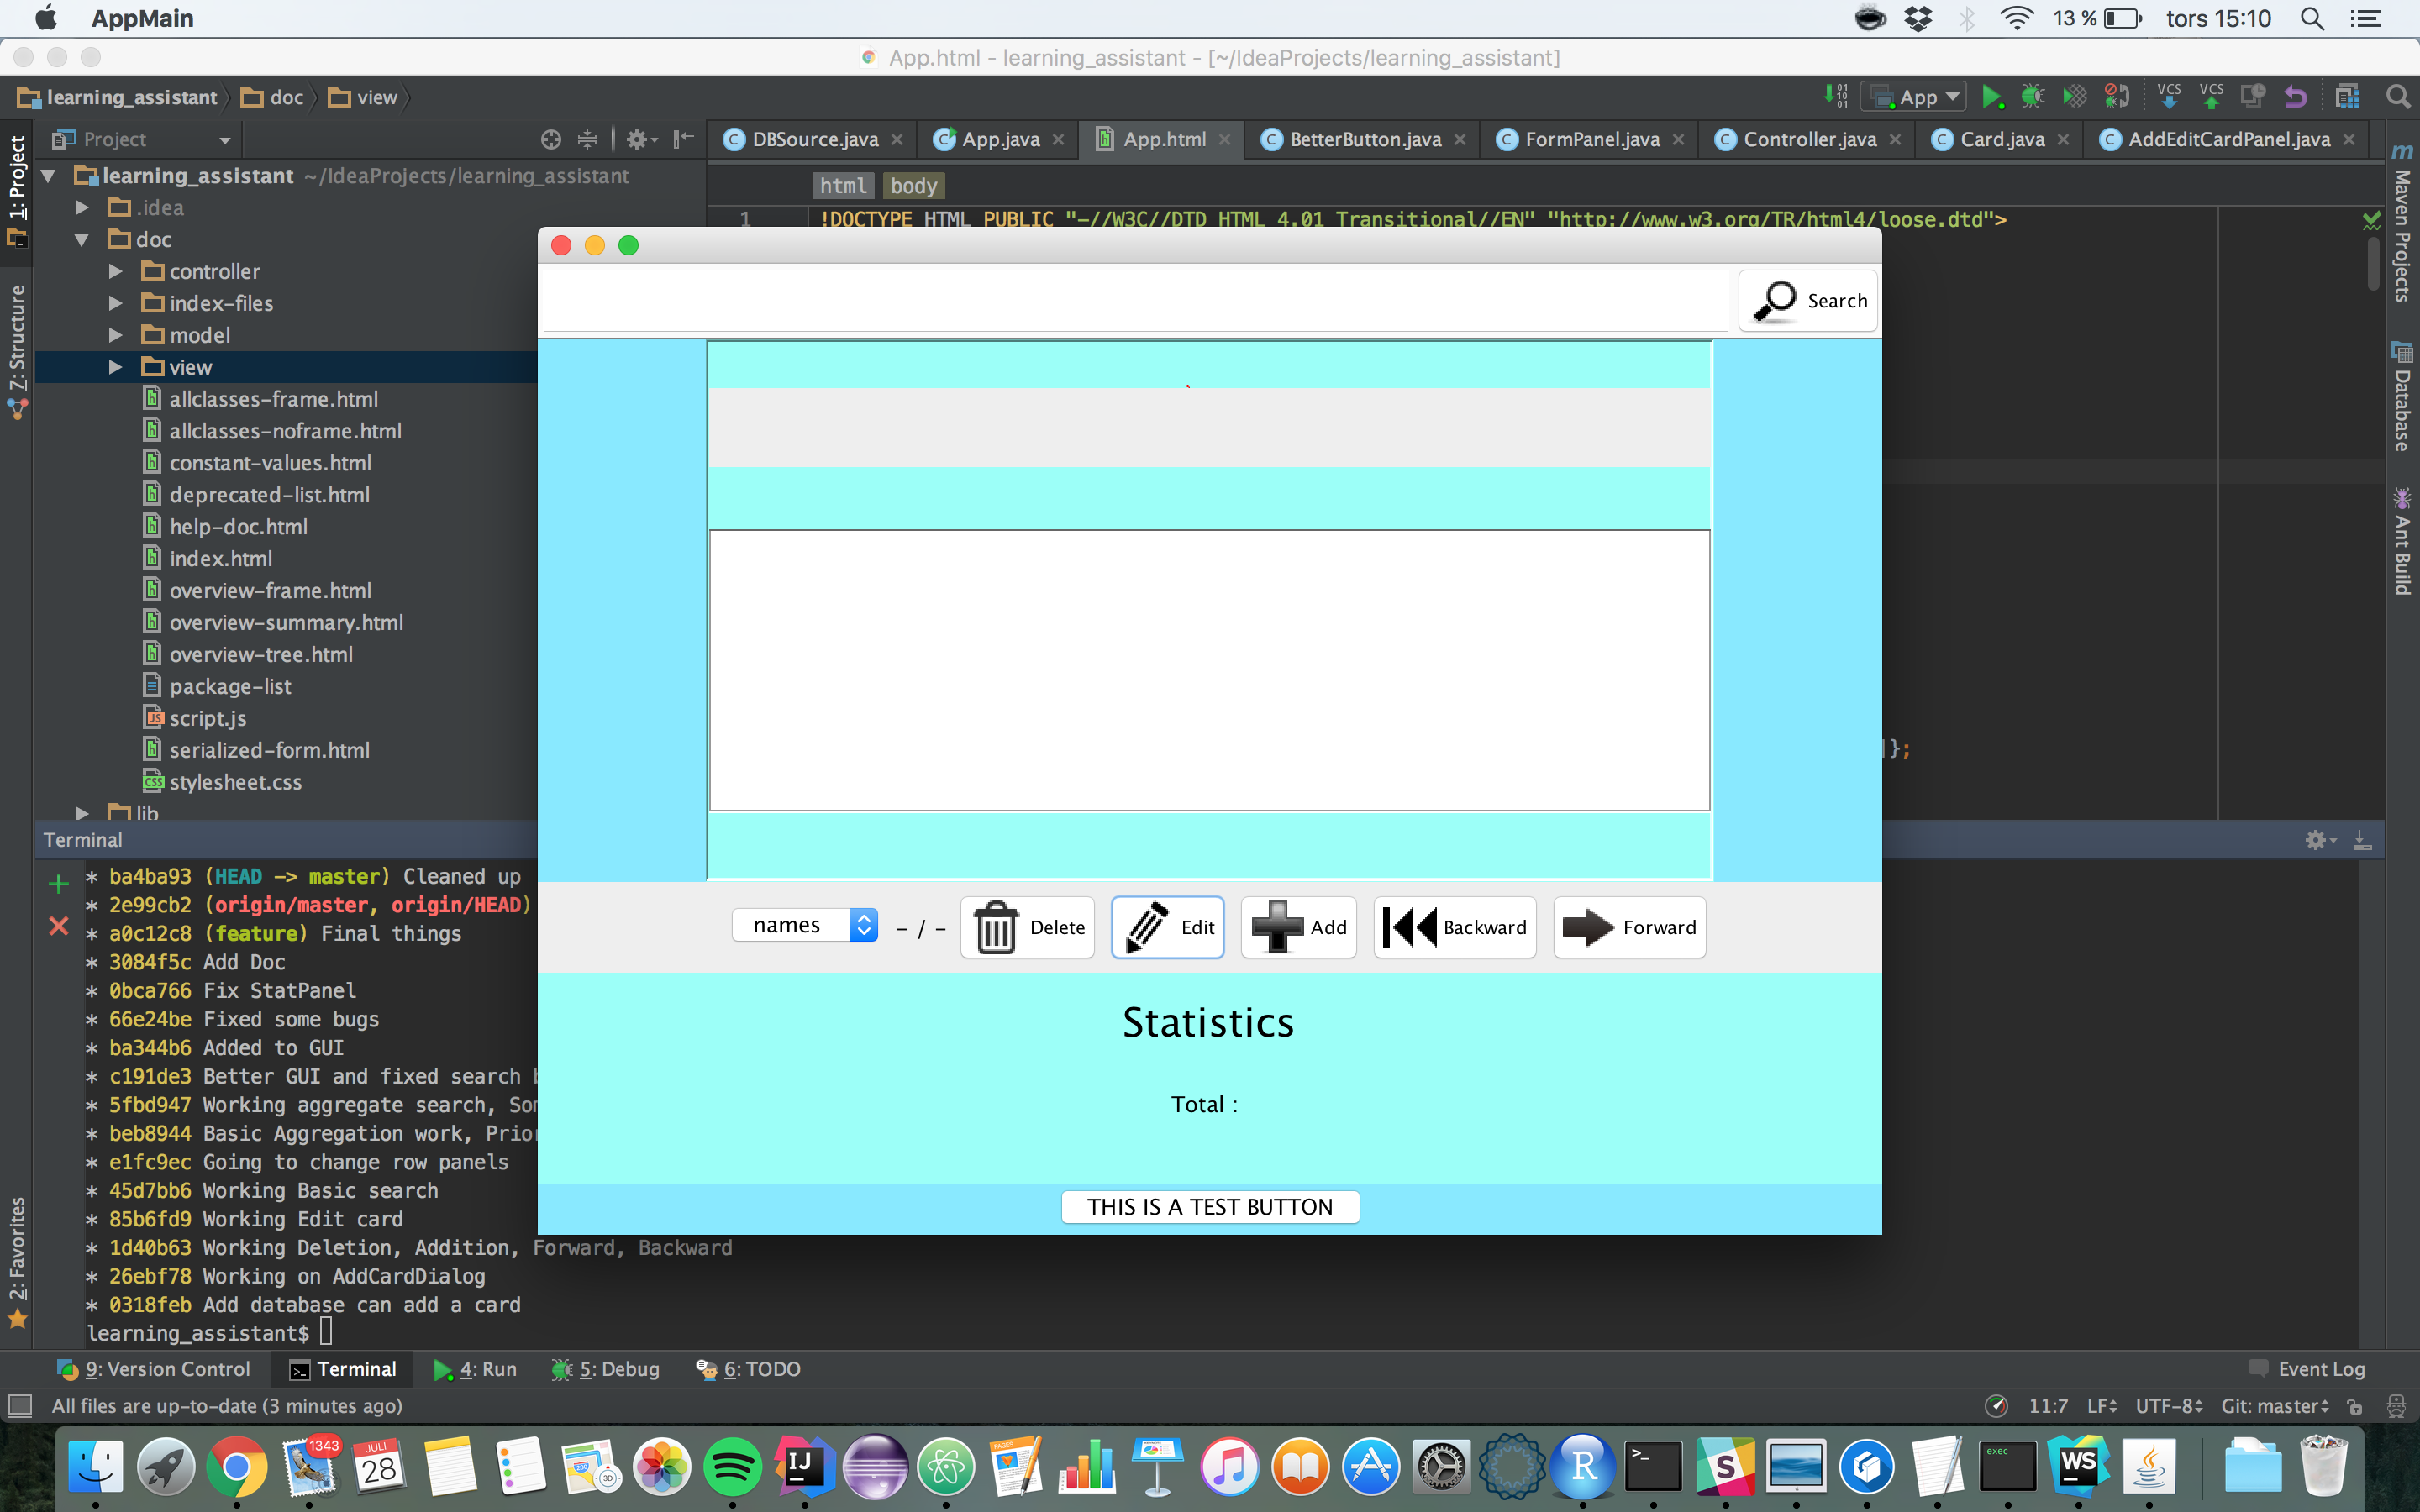 AppMain
13 %
tors 15:10
App.html - learning_assistant - [~/IdeaProjects/learning_assistant]
learning_assistant
doc
view
App
VCS
VCS
1: Project
7: Structure
2: Favorites
Project
DBSource.java
App.java
App.html
BetterButton.java
FormPanel.java
Controller.java
Card.java
AddEditCardPanel.java
html
body
1
!DOCTYPE HTML PUBLIC "-//W3C//DTD HTML 4.01 Transitional//EN" "http://www.w3.org/TR/html4/loose.dtd">
learning_assistant ~/IdeaProjects/learning_assistant
.idea
doc
controller
index-files
model
view
allclasses-frame.html
allclasses-noframe.html
constant-values.html
deprecated-list.html
help-doc.html
index.html
overview-frame.html
overview-summary.html
overview-tree.html
package-list
script.js
serialized-form.html
stylesheet.css
lib
Maven Projects
Database
Ant Build
};
Search
names
- / -
Delete
Edit
Add
Backward
Forward
Statistics
Total :
THIS IS A TEST BUTTON
Terminal
* ba4ba93 (HEAD -> master) Cleaned up
* 2e99cb2 (origin/master, origin/HEAD)
* a0c12c8 (feature) Final things
* 3084f5c Add Doc
* 0bca766 Fix StatPanel
* 66e24be Fixed some bugs
* ba344b6 Added to GUI
* c191de3 Better GUI and fixed search
* 5fbd947 Working aggregate search,
* beb8944 Basic Aggregation work,
* e1fc9ec Going to change row panels
* 45d7bb6 Working Basic search
* 85b6fd9 Working Edit card
* 1d40b63 Working Deletion, Addition, Forward, Backward
* 26ebf78 Working on AddCardDialog
* 0318feb Add database can add a card
learning_assistant$
9: Version Control
Terminal
4: Run
5: Debug
6: TODO
Event Log
All files are up-to-date (3 minutes ago)
11:7
LF
UTF-8
Git: master
1343
JULI
28
3D
IJ
PAGES
R
>_
S
exec
WS